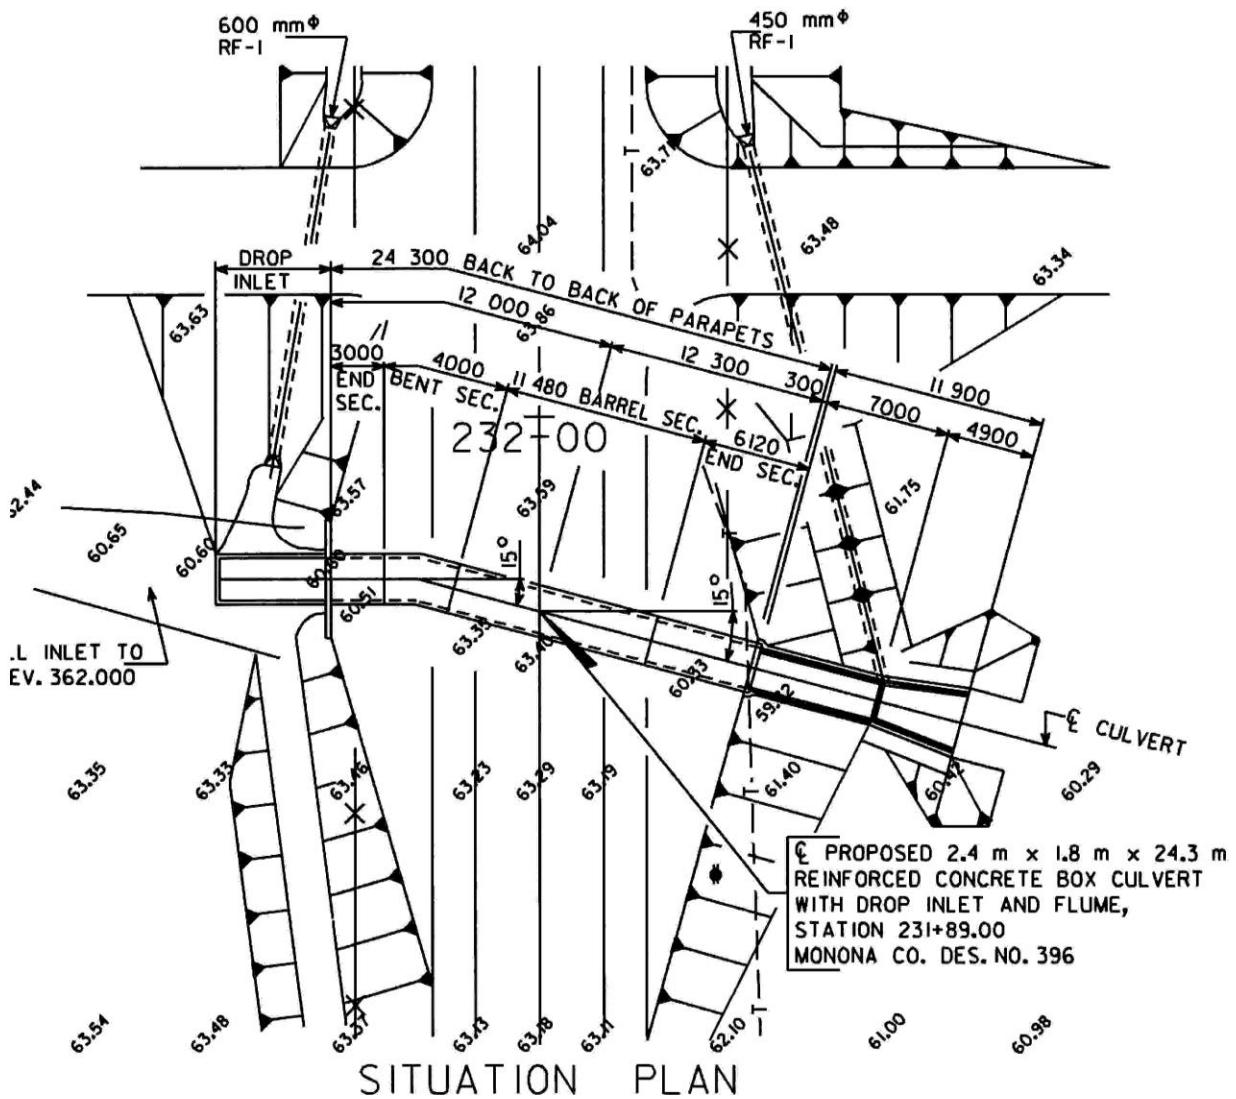 600 mmΦ
RF-1
450 mmΦ
RF-1
63.71
64.04
63.48
63.34
DROP
INLET
24 300 BACK TO BACK OF PARAPETS
12 000
63.63
63.86
3000
END
SEC.
4000
BENT SEC.
12 300
300
11 900
7000
4900
11 480 BARREL SEC.
232+00
6120
END SEC.
62.44
60.65
60.60
63.57
63.59
61.75
15°
15°
60.51
63.35
63.40
60.33
.L INLET TO
EV. 362.000
℄ CULVERT
63.35
63.33
63.46
63.23
63.29
63.19
61.40
60.42
60.29
℄ PROPOSED 2.4 m x 1.8 m x 24.3 m
REINFORCED CONCRETE BOX CULVERT
WITH DROP INLET AND FLUME,
STATION 231+89.00
MONONA CO. DES. NO. 396
T
T
T
T
T
63.54
63.48
63.37
63.13
63.18
63.11
62.10
61.00
60.98
SITUATION PLAN